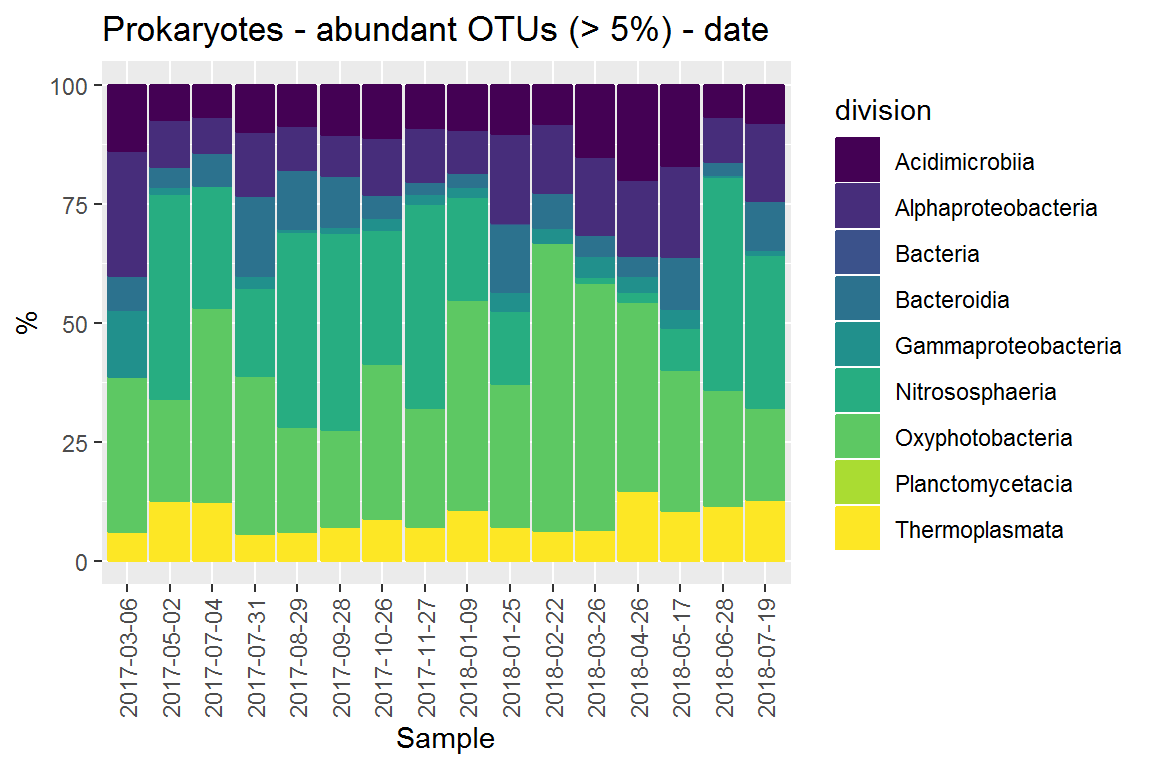 Prokaryotes - abundant OTUs (> 5%) - date
100
75
50
25
0
%
2017-03-06
2017-05-02
2017-07-04
2017-07-31
2017-08-29
2017-09-28
2017-10-26
2017-11-27
2018-01-09
2018-01-25
2018-02-22
2018-03-26
2018-04-26
2018-05-17
2018-06-28
2018-07-19
Sample
division
Acidimicrobiia
Alphaproteobacteria
Bacteria
Bacteroidia
Gammaproteobacteria
Nitrososphaeria
Oxyphotobacteria
Planctomycetacia
Thermoplasmata